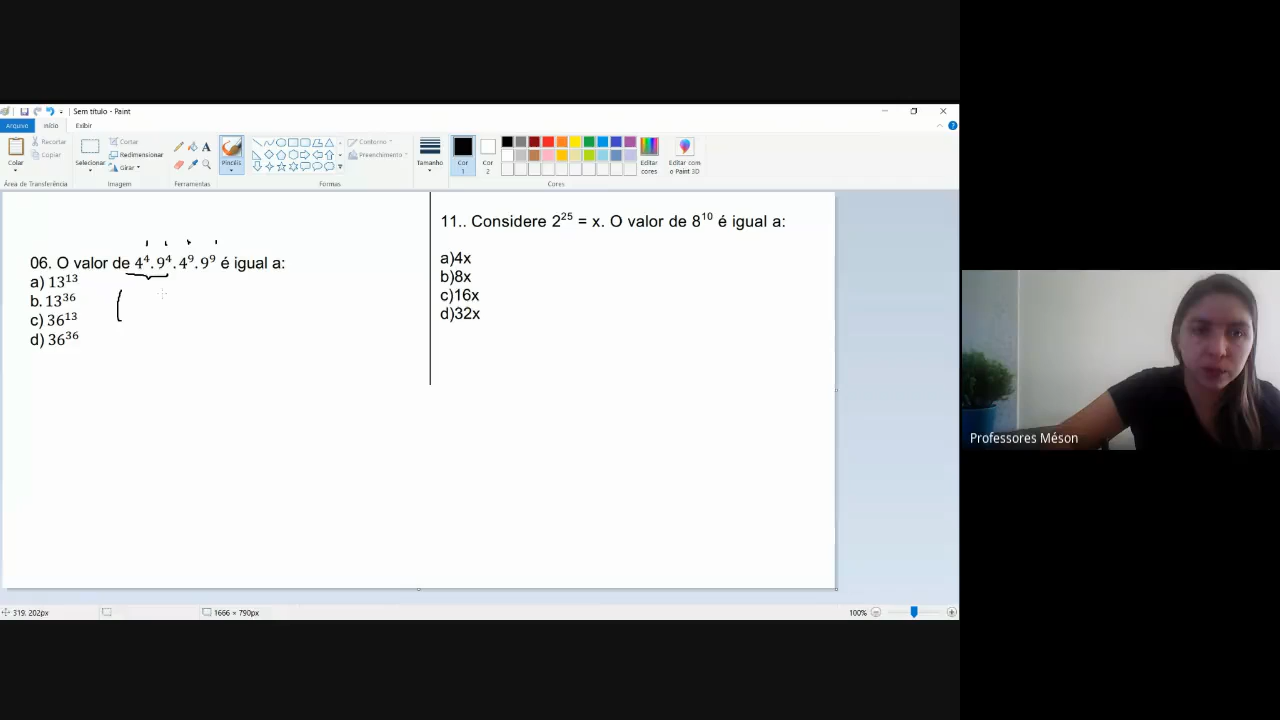 Sem título - Paint
Arquivo Início Exibir
Colar Recortar Copiar
Selecionar Cortar Redimensionar Girar
Pincéis
Contorno Preenchimento
Tamanho
Cor 1
Cor 2
Editar cores
Editar com o Paint 3D
Área de Transferência Imagem Ferramentas Formas Cores
06. O valor de 4⁴. 9⁴. 4⁹. 9⁹ é igual a:
a) 13¹³
b. 13³⁶
c) 36¹³
d) 36³⁶
11.. Considere 2²⁵ = x. O valor de 8¹⁰ é igual a:
a)4x
b)8x
c)16x
d)32x
Professores Méson
319, 202px 1666 × 790px 100%